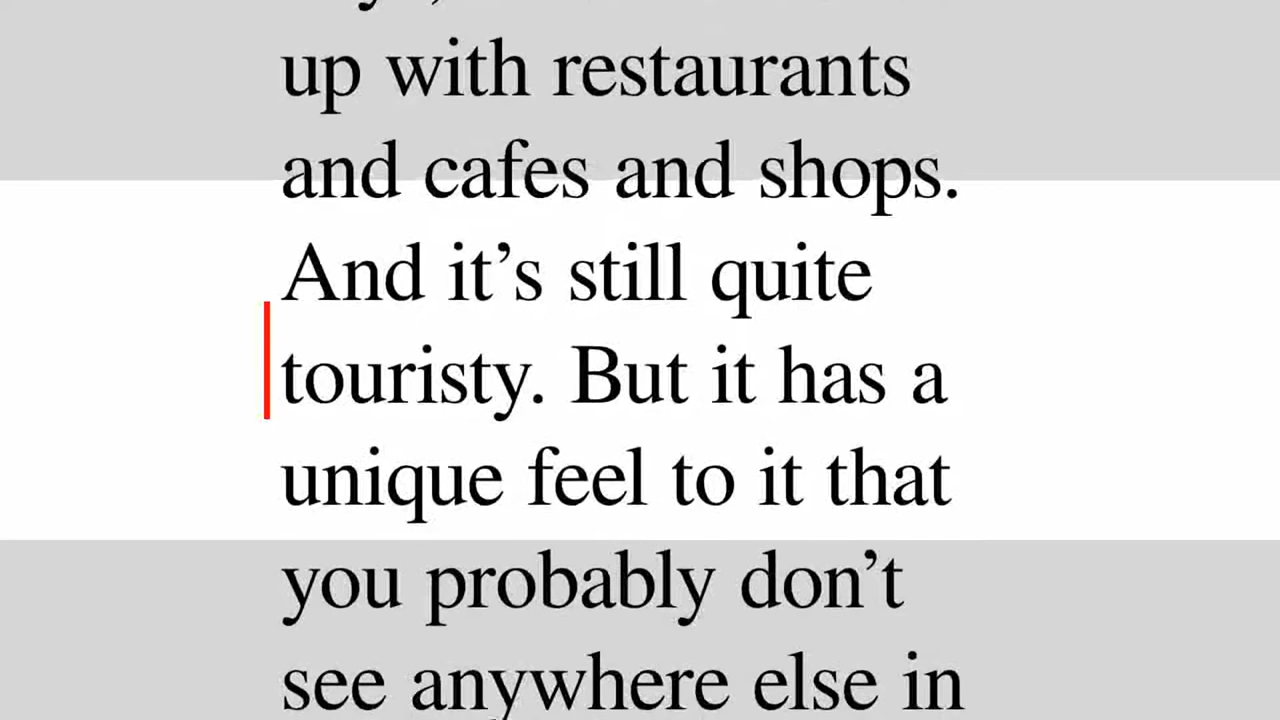 up with restaurants
and cafes and shops.
And it’s still quite
touristy. But it has a
unique feel to it that
you probably don’t
see anywhere else in